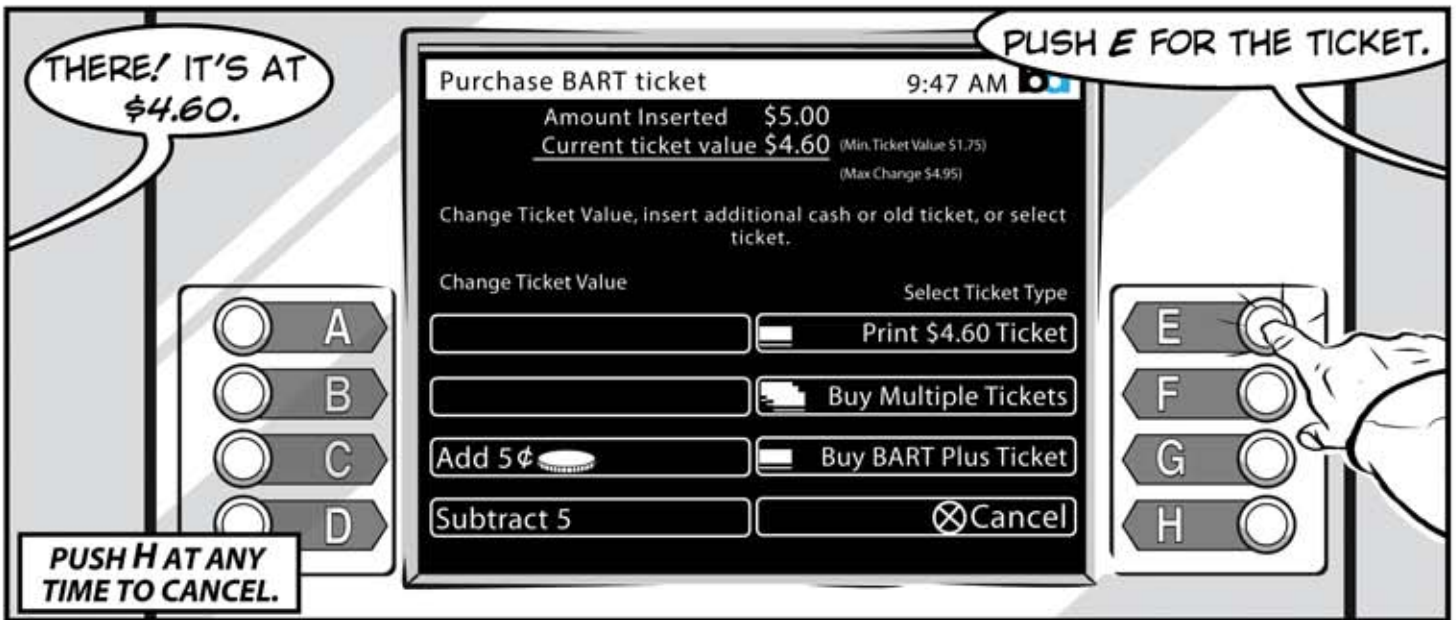 THERE! IT'S AT
$4.60.
PUSH E FOR THE TICKET.
Purchase BART ticket 9:47 AM ba
Amount Inserted $5.00
Current ticket value $4.60 (Min. Ticket Value $1.75)
(Max Change $4.95)
Change Ticket Value, insert additional cash or old ticket, or select
ticket.
Change Ticket Value
Select Ticket Type
A
Print $4.60 Ticket
E
B
Buy Multiple Tickets
F
C
Add 5¢
Buy BART Plus Ticket
G
D
Subtract 5
Cancel
H
PUSH H AT ANY
TIME TO CANCEL.